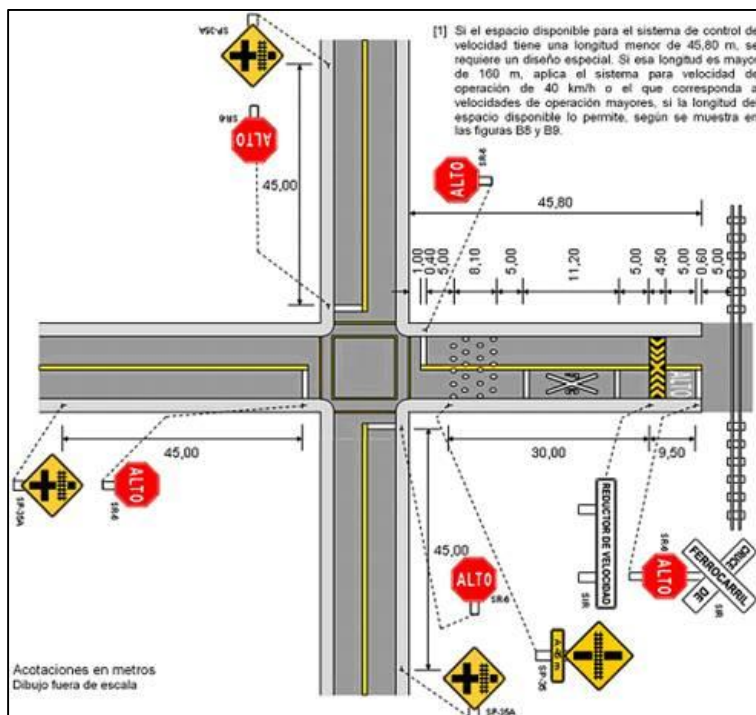 SP-35A
[1] Si el espacio disponible para el sistema de control de
velocidad tiene una longitud menor de 45,80 m, se
requiere un diseño especial. Si esa longitud es mayor
de 160 m, aplica el sistema para velocidad de
operación de 40 km/h o el que corresponda a
velocidades de operación mayores, si la longitud del
espacio disponible lo permite, según se muestra en
las figuras B8 y B9.
SR-6
ALTO
45,00
SR-6
ALTO
45,80
1,00
0,40
5,00
8,10
5,00
11,20
5,00
4,50
5,00
0,60
5,00
ALTO
45,00
30,00
9,50
SP-35A
ALTO
SR-6
45,00
ALTO
SR-6
REDUCTOR DE VELOCIDAD
SIR
SR-6
ALTO
CRUCE
DE
FERROCARRIL
SIR
SP-35
SP-35A
Acotaciones en metros
Dibujo fuera de escala